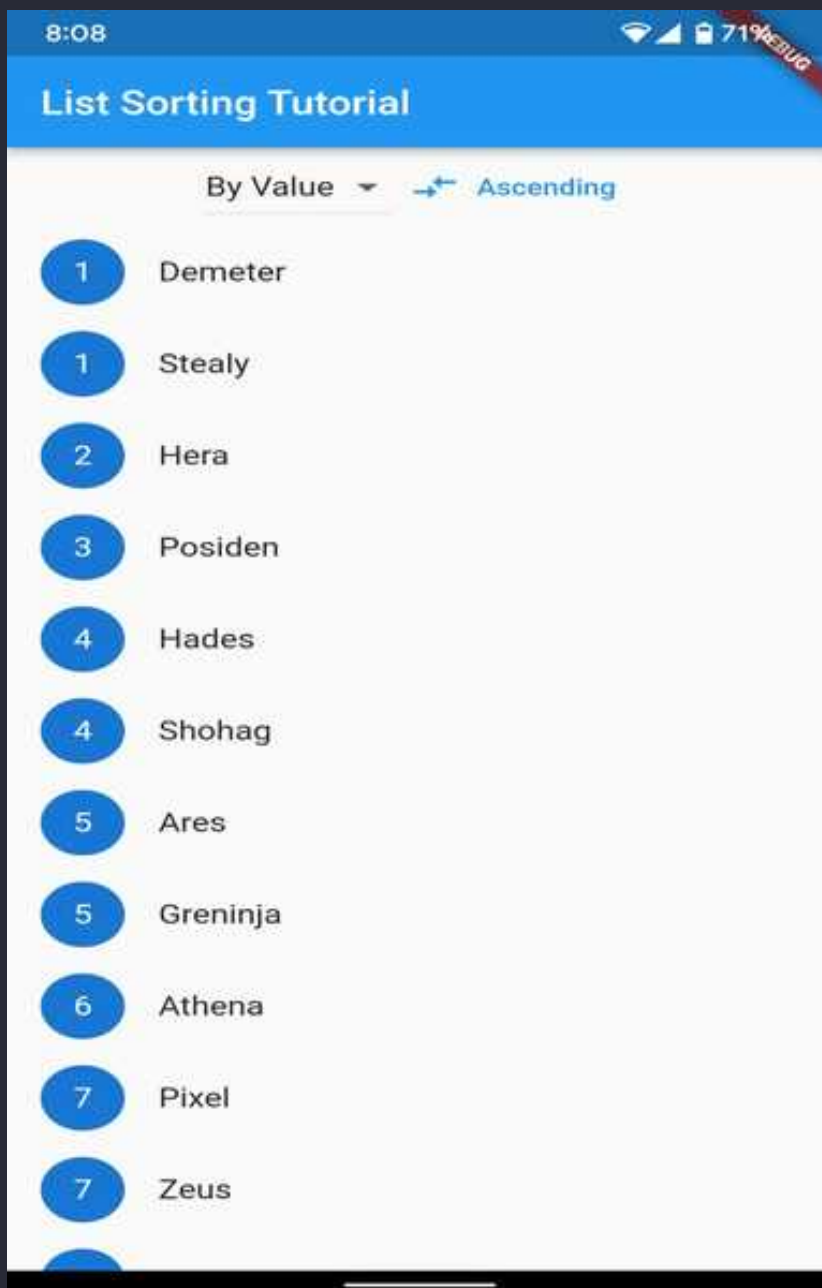 8:08 71% DEBUG
List Sorting Tutorial
By Value Ascending
1 Demeter
1 Stealy
2 Hera
3 Posiden
4 Hades
4 Shohag
5 Ares
5 Greninja
6 Athena
7 Pixel
7 Zeus